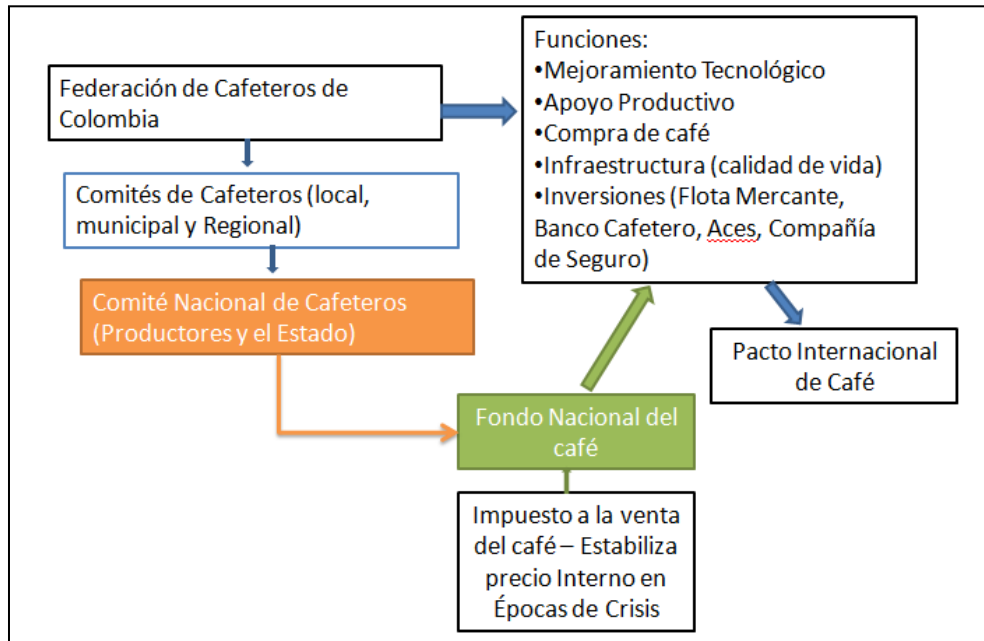 Federación de Cafeteros de
Colombia
Comités de Cafeteros (local,
municipal y Regional)
Comité Nacional de Cafeteros
(Productores y el Estado)
Funciones:
•Mejoramiento Tecnológico
•Apoyo Productivo
•Compra de café
•Infraestructura (calidad de vida)
•Inversiones (Flota Mercante,
Banco Cafetero, Aces, Compañía
de Seguro)
Pacto Internacional
de Café
Fondo Nacional del
café
Impuesto a la venta
del café – Estabiliza
precio Interno en
Épocas de Crisis